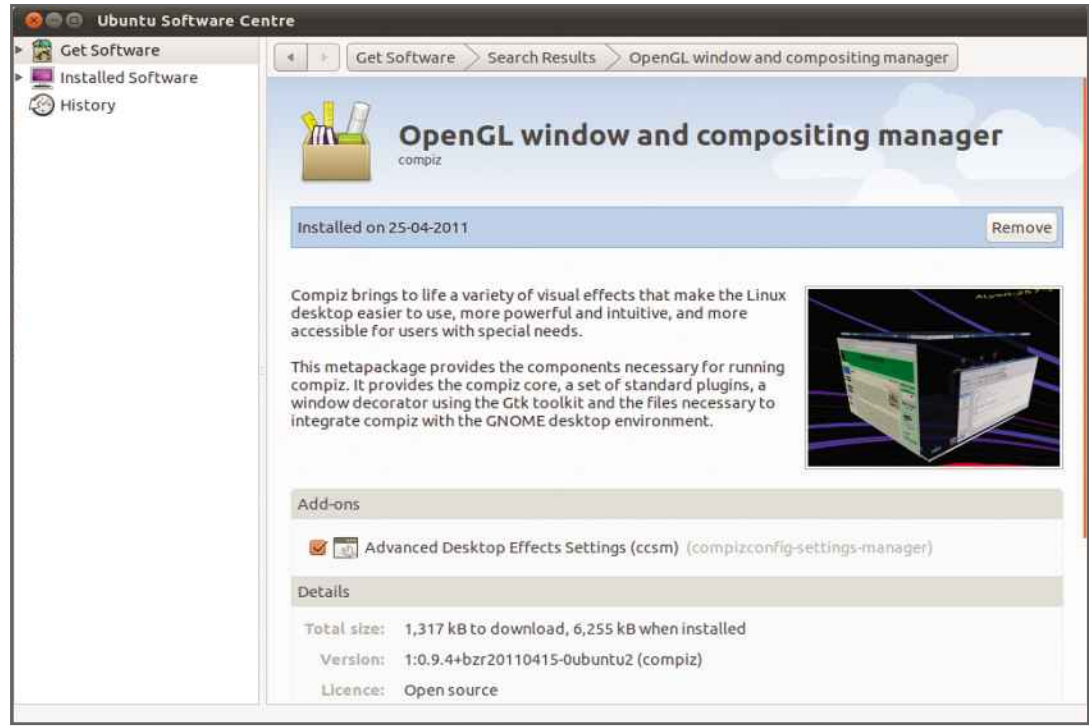 Ubuntu Software Centre
Get Software
Installed Software
History
Get Software
Search Results
OpenGL window and compositing manager
OpenGL window and compositing manager
compiz
Installed on 25-04-2011
Remove
Compiz brings to life a variety of visual effects that make the Linux
desktop easier to use, more powerful and intuitive, and more
accessible for users with special needs.
This metapackage provides the components necessary for running
compiz. It provides the compiz core, a set of standard plugins, a
window decorator using the Gtk toolkit and the files necessary to
integrate compiz with the GNOME desktop environment.
Add-ons
Advanced Desktop Effects Settings (ccsm) (compizconfig-settings-manager)
Details
Total size: 1,317 kB to download, 6,255 kB when installed
Version: 1:0.9.4+bzr20110415-0ubuntu2 (compiz)
Licence: Open source